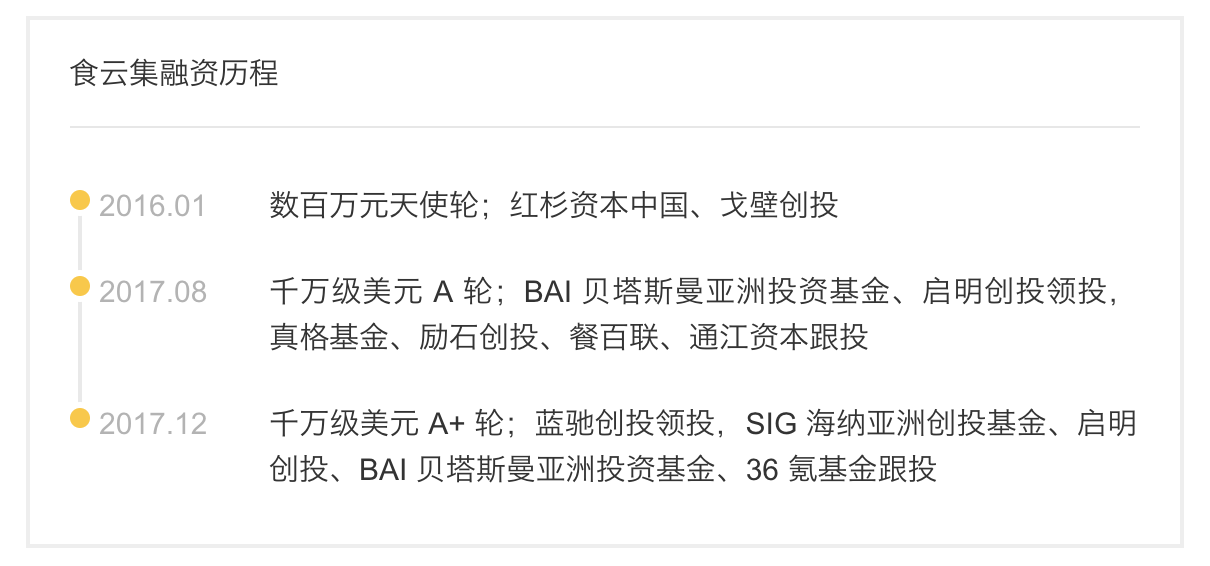 食云集融资历程
2016.01 数百万元天使轮；红杉资本中国、戈壁创投
2017.08 千万级美元 A 轮；BAI 贝塔斯曼亚洲投资基金、启明创投领投，
真格基金、励石创投、餐百联、通江资本跟投
2017.12 千万级美元 A+ 轮；蓝驰创投领投，SIG 海纳亚洲创投基金、启明
创投、BAI 贝塔斯曼亚洲投资基金、36 氪基金跟投